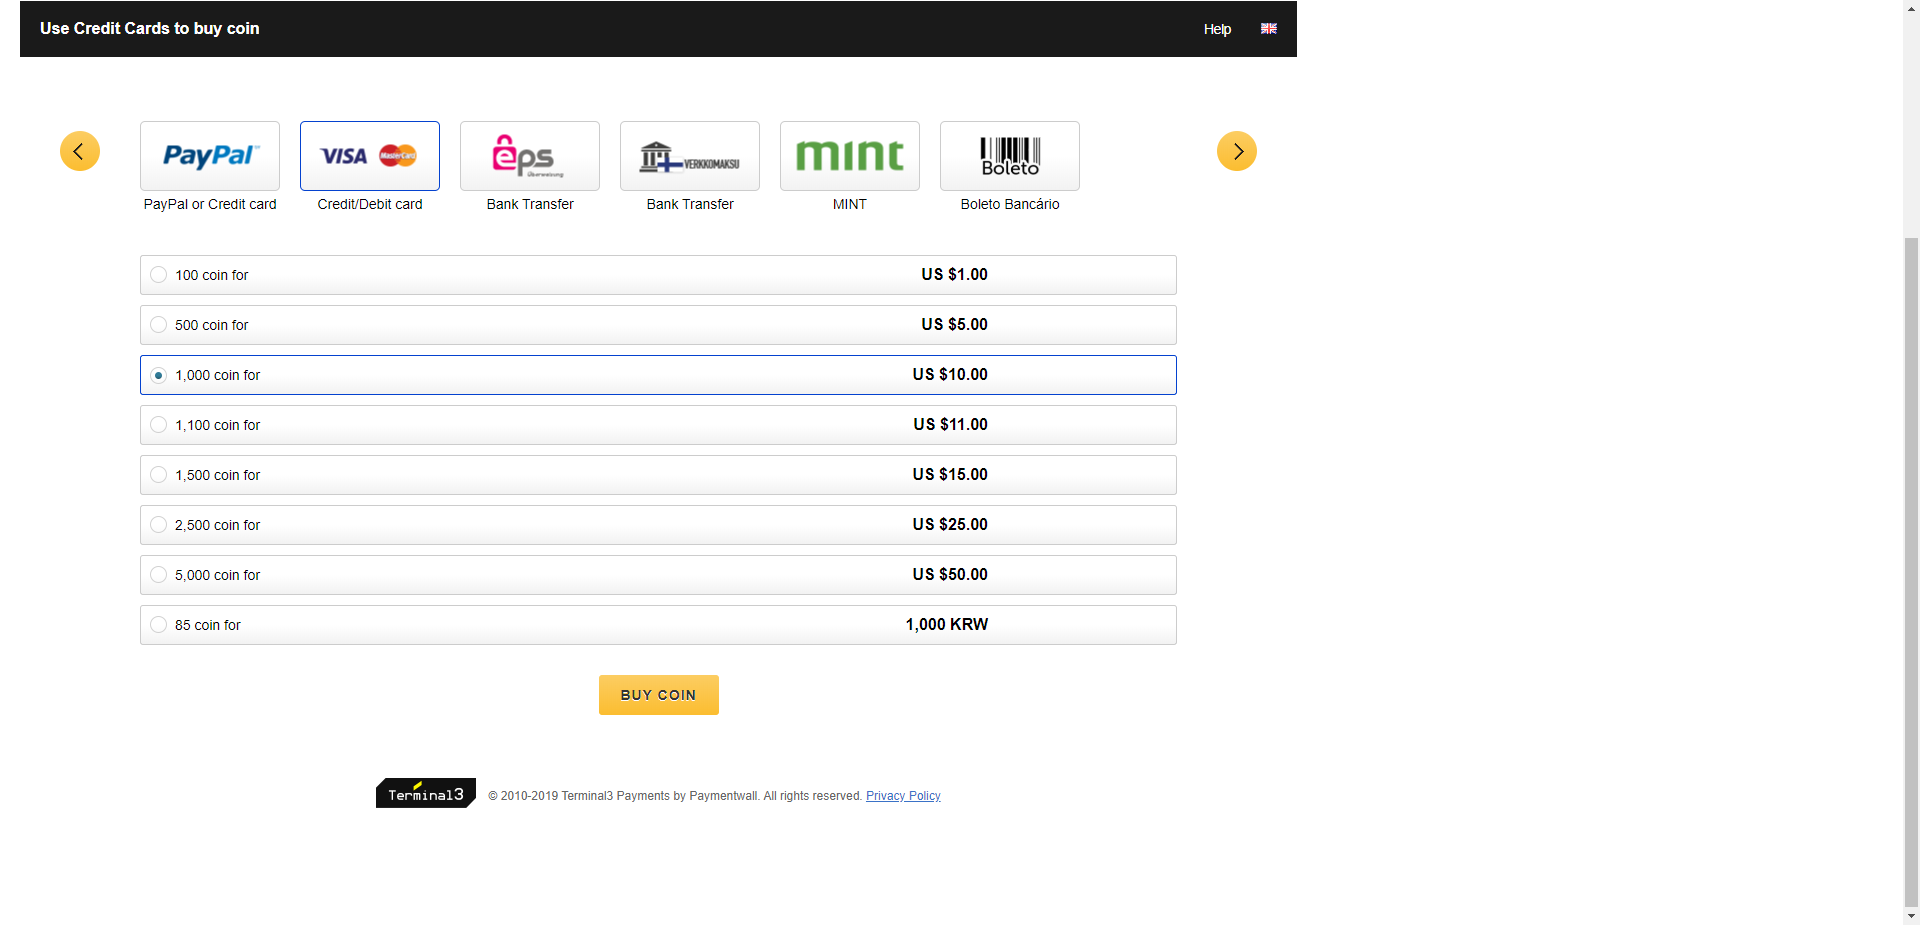 Use Credit Cards to buy coin
Help
PayPal™
VISA MasterCard
eps Überweisung
VERKKOMAKSU
mint
Boleto
PayPal or Credit card
Credit/Debit card
Bank Transfer
Bank Transfer
MINT
Boleto Bancário
100 coin for US $1.00
500 coin for US $5.00
1,000 coin for US $10.00
1,100 coin for US $11.00
1,500 coin for US $15.00
2,500 coin for US $25.00
5,000 coin for US $50.00
85 coin for 1,000 KRW
BUY COIN
Terminal3 © 2010-2019 Terminal3 Payments by Paymentwall. All rights reserved. Privacy Policy